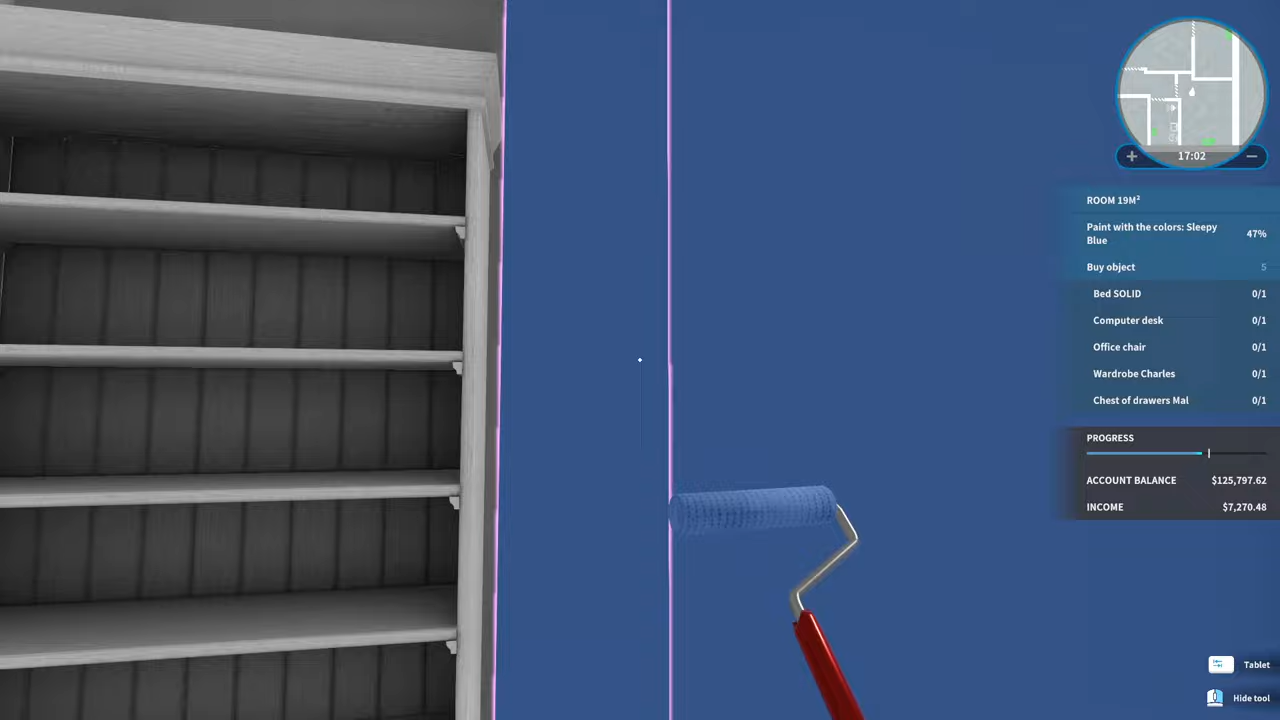 17:02
ROOM 19M²
Paint with the colors: Sleepy
Blue
47%
Buy object 5
Bed SOLID 0/1
Computer desk 0/1
Office chair 0/1
Wardrobe Charles 0/1
Chest of drawers Mal 0/1
PROGRESS
ACCOUNT BALANCE $125,797.62
INCOME $7,270.48
Tablet
Hide tool